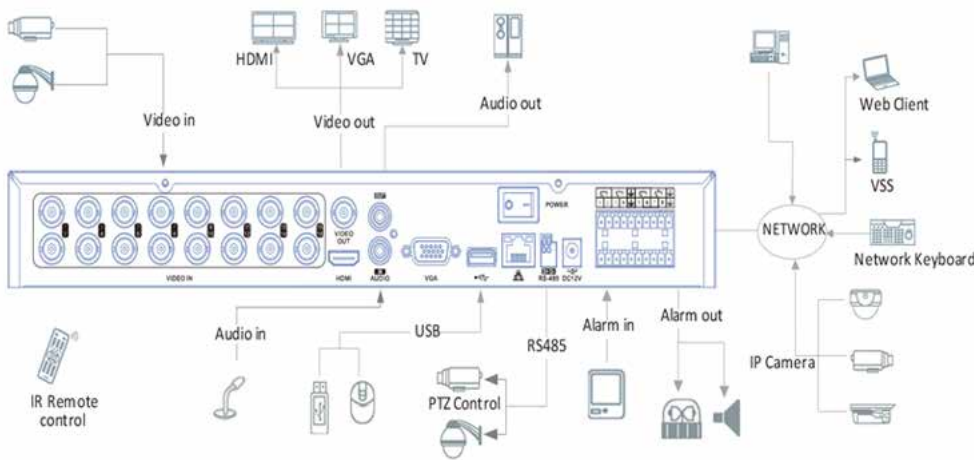 HDMI
VGA
TV
Video in
Video out
Audio out
Web Client
VSS
NETWORK
Network Keyboard
IP Camera
POWER
VIDEO OUT
VIDEO IN
HDMI
AUDIO
VGA
RS-485
DC12V
Audio in
USB
RS485
Alarm in
Alarm out
PTZ Control
IR Remote
control